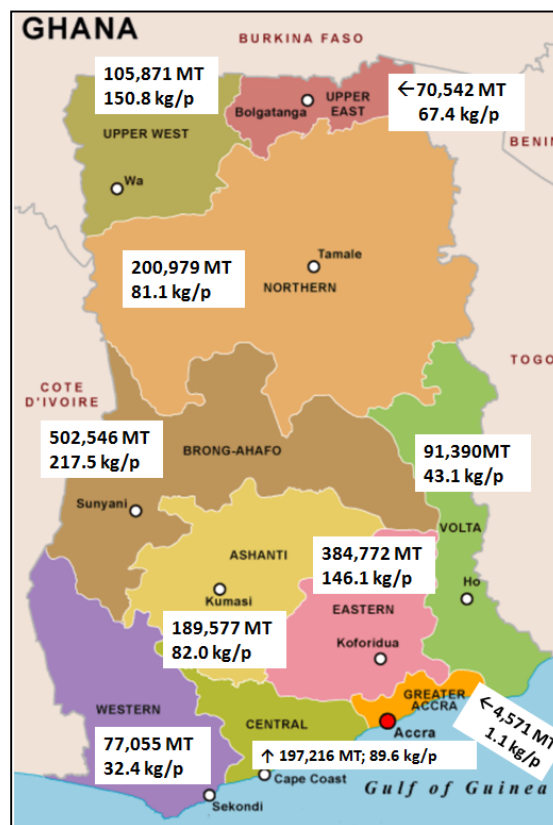 GHANA
BURKINA FASO
105,871 MT
150.8 kg/p
UPPER
EAST
Bolgatanga
←70,542 MT
67.4 kg/p
UPPER WEST
BENIN
Wa
Tamale
200,979 MT
81.1 kg/p
NORTHERN
TOGO
COTE
D'IVOIRE
502,546 MT
217.5 kg/p
BRONG-AHAFO
91,390MT
43.1 kg/p
Sunyani
VOLTA
ASHANTI
384,772 MT
146.1 kg/p
Kumasi
Ho
EASTERN
189,577 MT
82.0 kg/p
Koforidua
GREATER
ACCRA
←4,571 MT
1.1 kg/p
WESTERN
CENTRAL
Accra
77,055 MT
32.4 kg/p
↑ 197,216 MT; 89.6 kg/p
Cape Coast
Gulf of Guinea
Sekondi